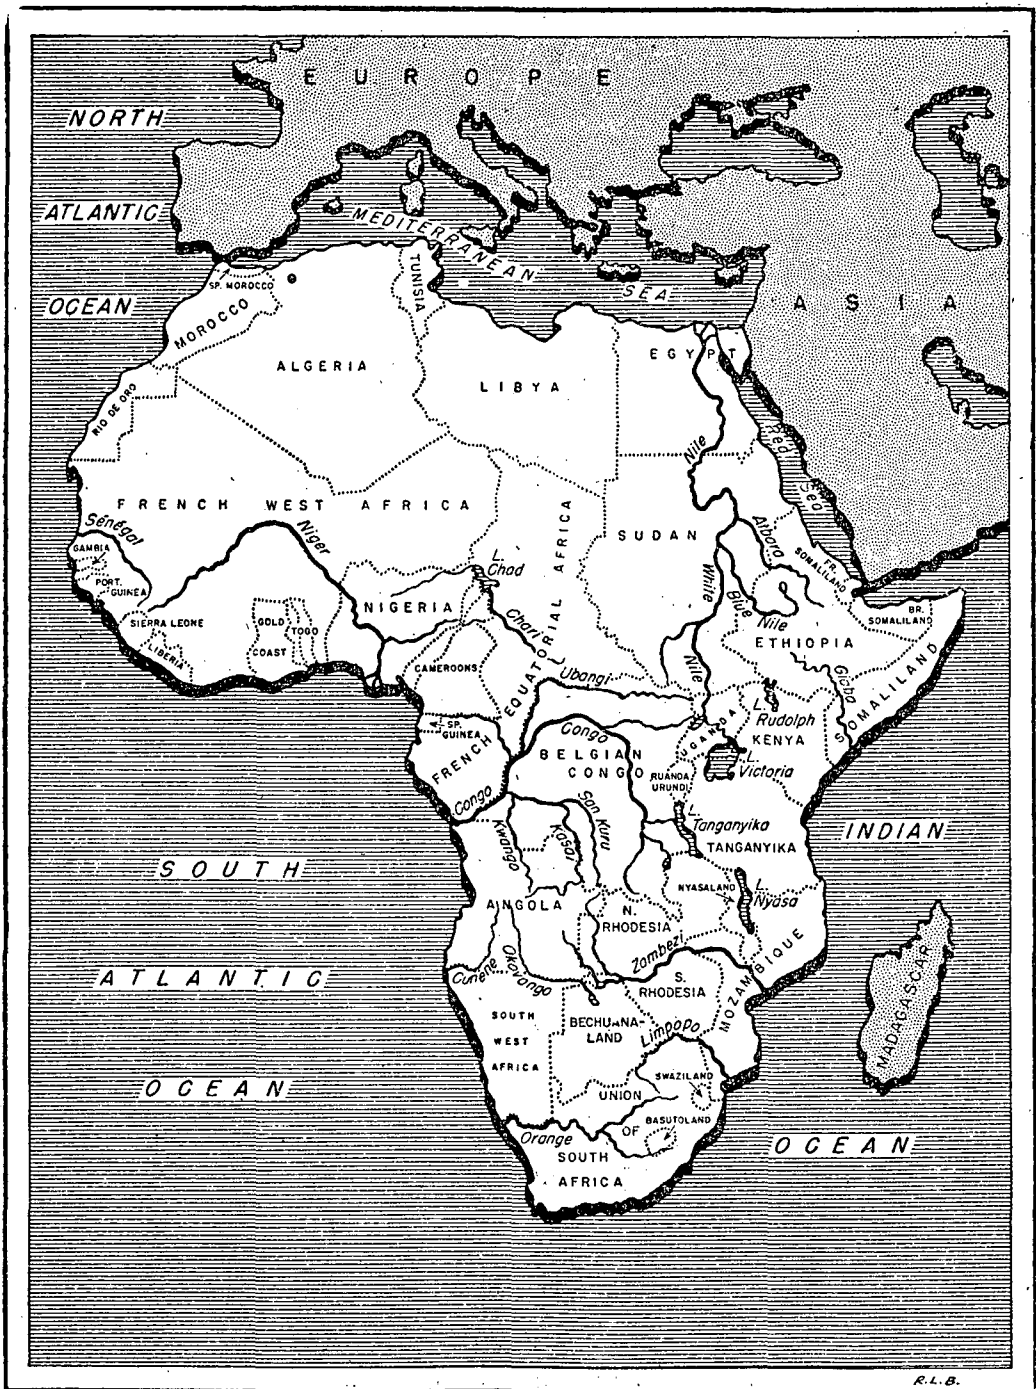 EUROPE
NORTH
ATLANTIC
OCEAN
MEDITERRANEAN
SEA
ASIA
SP. MOROCCO
MOROCCO
TUNISIA
ALGERIA
LIBYA
EGYPT
RIO DE ORO
Nile
Red
Sea
FRENCH WEST AFRICA
Sénégal
Niger
GAMBIA
PORT.
GUINEA
SIERRA LEONE
LIBERIA
GOLD
COAST
TOGO
NIGERIA
L.
Chad
Chari
CAMEROONS
SP.
GUINEA
FRENCH
EQUATORIAL AFRICA
SUDAN
Atbara
White
Nile
Blue
Nile
FR.
SOMALILAND
BR.
SOMALILAND
ETHIOPIA
SOMALILAND
Giuba
Ubangi
Congo
BELGIAN
CONGO
UGANDA
L.
Rudolph
KENYA
L.
Victoria
RUANDA
URUNDI
Congo
Kwango
Kasai
San Kuru
L.
Tanganyika
TANGANYIKA
INDIAN
OCEAN
SOUTH
ATLANTIC
OCEAN
ANGOLA
NYASALAND
L.
Nyasa
N.
RHODESIA
Zambezi
Cunene
Okovango
S.
RHODESIA
MOZAMBIQUE
MADAGASCAR
SOUTH
WEST
AFRICA
BECHUANA-
LAND
Limpopo
SWAZILAND
UNION
OF
SOUTH
AFRICA
BASUTOLAND
Orange
R.L.B.